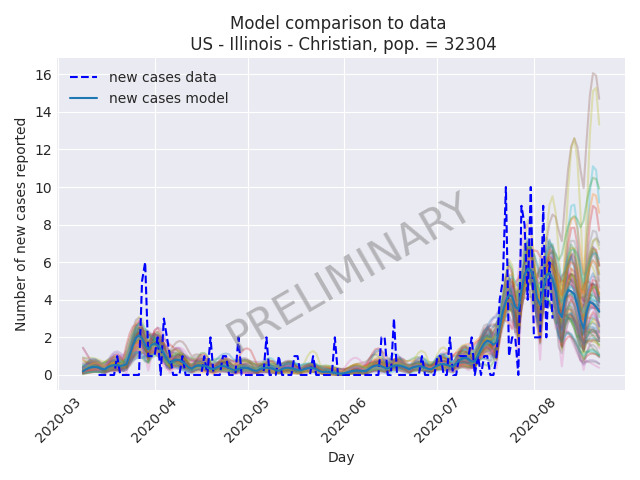 Model comparison to data
US - Illinois - Christian, pop. = 32304
new cases data
new cases model
Number of new cases reported
16
14
12
10
8
6
4
2
0
PRELIMINARY
2020-03
2020-04
2020-05
2020-06
2020-07
2020-08
Day